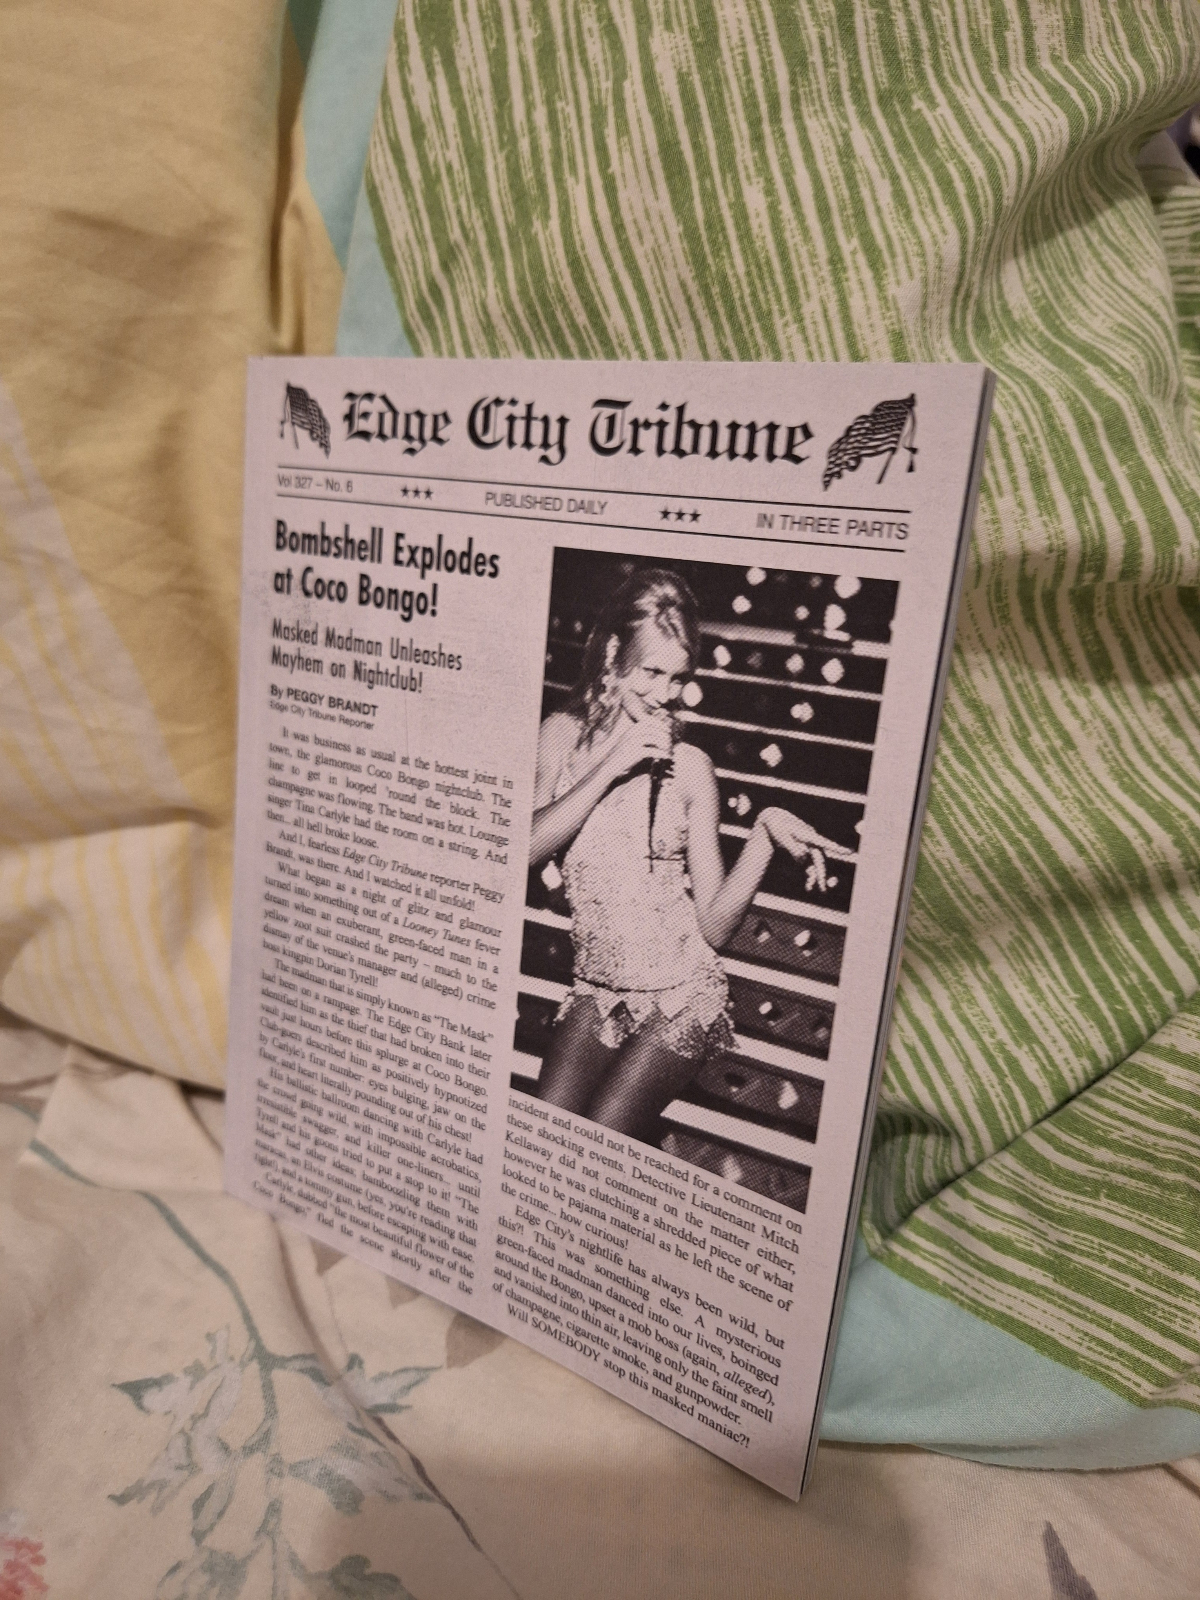 Edge City Tribune
Vol 327 – No. 6 ★★★ PUBLISHED DAILY ★★★ IN THREE PARTS
Bombshell Explodes
at Coco Bongo!
Masked Madman Unleashes
Mayhem on Nightclub!
By PEGGY BRANDT
Edge City Tribune Reporter
It was business as usual at the hottest joint in
town, the glamorous Coco Bongo nightclub. The
line to get in looped 'round the block. The
champagne was flowing. The band was hot. Lounge
singer Tina Carlyle had the room on a string. And
then... all hell broke loose.
And I, fearless Edge City Tribune reporter Peggy
Brandt, was there. And I watched it all unfold!
What began as a night of glitz and glamour
turned into something out of a Looney Tunes fever
dream when an exuberant, green-faced man in a
yellow zoot suit crashed the party – much to the
dismay of the venue's manager and (alleged) crime
boss kingpin Dorian Tyrell!
The madman that is simply known as "The Mask"
had been on a rampage. The Edge City Bank later
identified him as the thief that had broken into their
vault just hours before this splurge at Coco Bongo.
Club-goers described him as positively hypnotized
by Carlyle's first number: eyes bulging, jaw on the
floor, and heart literally pounding out of his chest!
His ballistic ballroom dancing with Carlyle had
the crowd going wild, with impossible acrobatics,
irresistible swagger, and killer one-liners... until
Tyrell and his goons tried to put a stop to it! "The
Mask" had other ideas; bamboozling them with
maracas, an Elvis costume (yes, you're reading that
right!) and a tommy gun, before escaping with ease.
Carlyle, dubbed "the most beautiful flower of the
Coco Bongo," fled the scene shortly after the
incident and could not be reached for a comment on
these shocking events. Detective Lieutenant Mitch
Kellaway did not comment on the matter either,
however he was clutching a shredded piece of what
looked to be pajama material as he left the scene of
the crime... how curious!
Edge City's nightlife has always been wild, but
this?! This was something else. A mysterious
green-faced madman danced into our lives, boinged
around the Bongo, upset a mob boss (again, alleged),
and vanished into thin air, leaving only the faint smell
of champagne, cigarette smoke, and gunpowder.
Will SOMEBODY stop this masked maniac?!